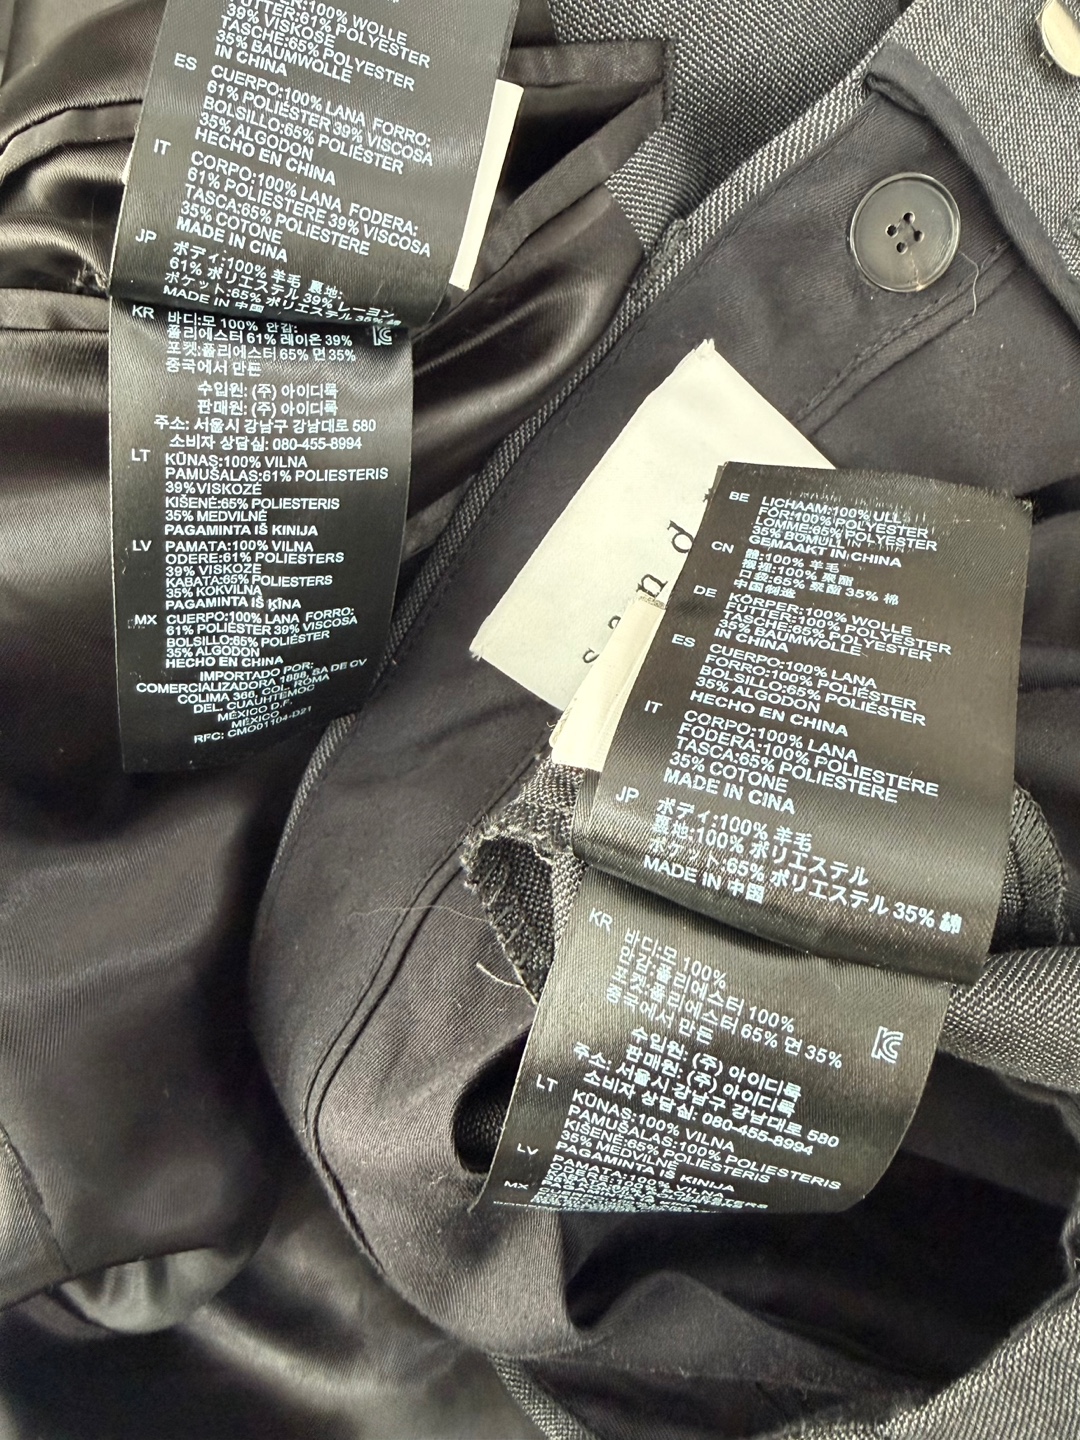 39% VISKOSE
FUTTER:61% POLYESTER
TASCHE:65% POLYESTER
35% BAUMWOLLE
IN CHINA
ES CUERPO:100% LANA FORRO:
61% POLIÉSTER 39% VISCOSA
BOLSILLO:65% POLIÉSTER
35% ALGODON
HECHO EN CHINA
IT CORPO:100% LANA FODERA:
61% POLIESTERE 39% VISCOSA
TASCA:65% POLIESTERE
35% COTONE
MADE IN CINA
JP ボディ:100% 羊毛 裏地:
61% ポリエステル 39% レーヨン
ポケット:65% ポリエステル 35% 綿
MADE IN 中国
KR 바디:모 100% 안감:
폴리에스터 61% 레이온 39%
포켓:폴리에스터 65% 면 35%
중국에서 만든
수입원: (주) 아이디룩
판매원: (주) 아이디룩
주소: 서울시 강남구 강남대로 580
소비자 상담실: 080-455-8994
LT KŪNAS:100% VILNA
PAMUŠALAS:61% POLIESTERIS
39%VISKOZĖ
KIŠENĖ:65% POLIESTERIS
35% MEDVILNĖ
PAGAMINTA IŠ KINIJA
LV PAMATA:100% VILNA
ODERE:61% POLIESTERS
39% VISKOZE
KABATA:65% POLIESTERS
35% KOKVILNA
PAGAMINTA IŠ ĶĪNA
MX CUERPO:100% LANA FORRO:
61% POLIÉSTER 39% VISCOSA
BOLSILLO:65% POLIÉSTER
35% ALGODON
HECHO EN CHINA
IMPORTADO POR:
COMERCIALIZADORA 1888, SA DE CV
COLIMA 366, COL. ROMA
DEL. CUAUHTEMOC
MÉXICO D.F.
MÉXICO
RFC: CMO01104-D21
s a n d
BE LICHAAM:100% ULL
FÖR:100% POLYESTER
LOMME:65% POLYESTER
35% BUMULL
GEMAAKT IN CHINA
CN 體:100% 羊毛
襯裡:100% 聚酯
口袋:65% 聚酯 35% 棉
中国制造
DE KÖRPER:100% WOLLE
FUTTER:100% POLYESTER
TASCHE:65% POLYESTER
35% BAUMWOLLE
IN CHINA
ES CUERPO:100% LANA
FORRO:100% POLIÉSTER
BOLSILLO:65% POLIÉSTER
35% ALGODON
HECHO EN CHINA
IT CORPO:100% LANA
FODERA:100% POLIESTERE
TASCA:65% POLIESTERE
35% COTONE
MADE IN CINA
JP ボディ:100% 羊毛
裏地:100% ポリエステル
ポケット:65% ポリエステル 35% 綿
MADE IN 中国
KR 바디:모 100%
안감:폴리에스터 100%
포켓:폴리에스터 65% 면 35%
중국에서 만든
수입원: (주) 아이디룩
판매원: (주) 아이디룩
주소: 서울시 강남구 강남대로 580
소비자 상담실: 080-455-8994
LT KŪNAS:100% VILNA
PAMUŠALAS:100% POLIESTERIS
KIŠENĖ:65% POLIESTERIS
35% MEDVILNĖ
PAGAMINTA IŠ KINIJA
LV PAMATA:100% VILNA
MX